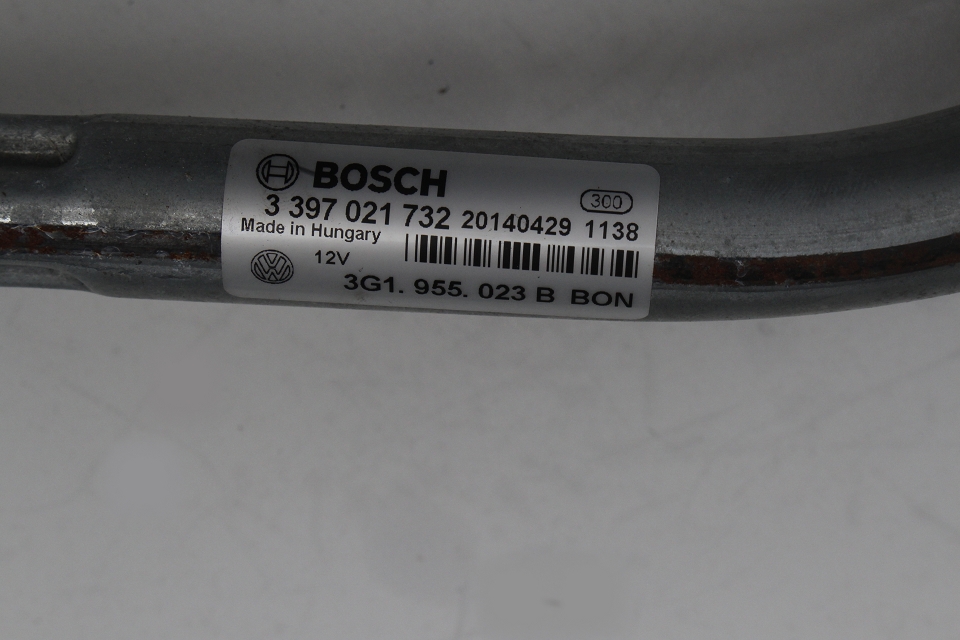 BOSCH
300
3 397 021 732 20140429 1138
Made in Hungary
12V
3G1. 955. 023 B BON